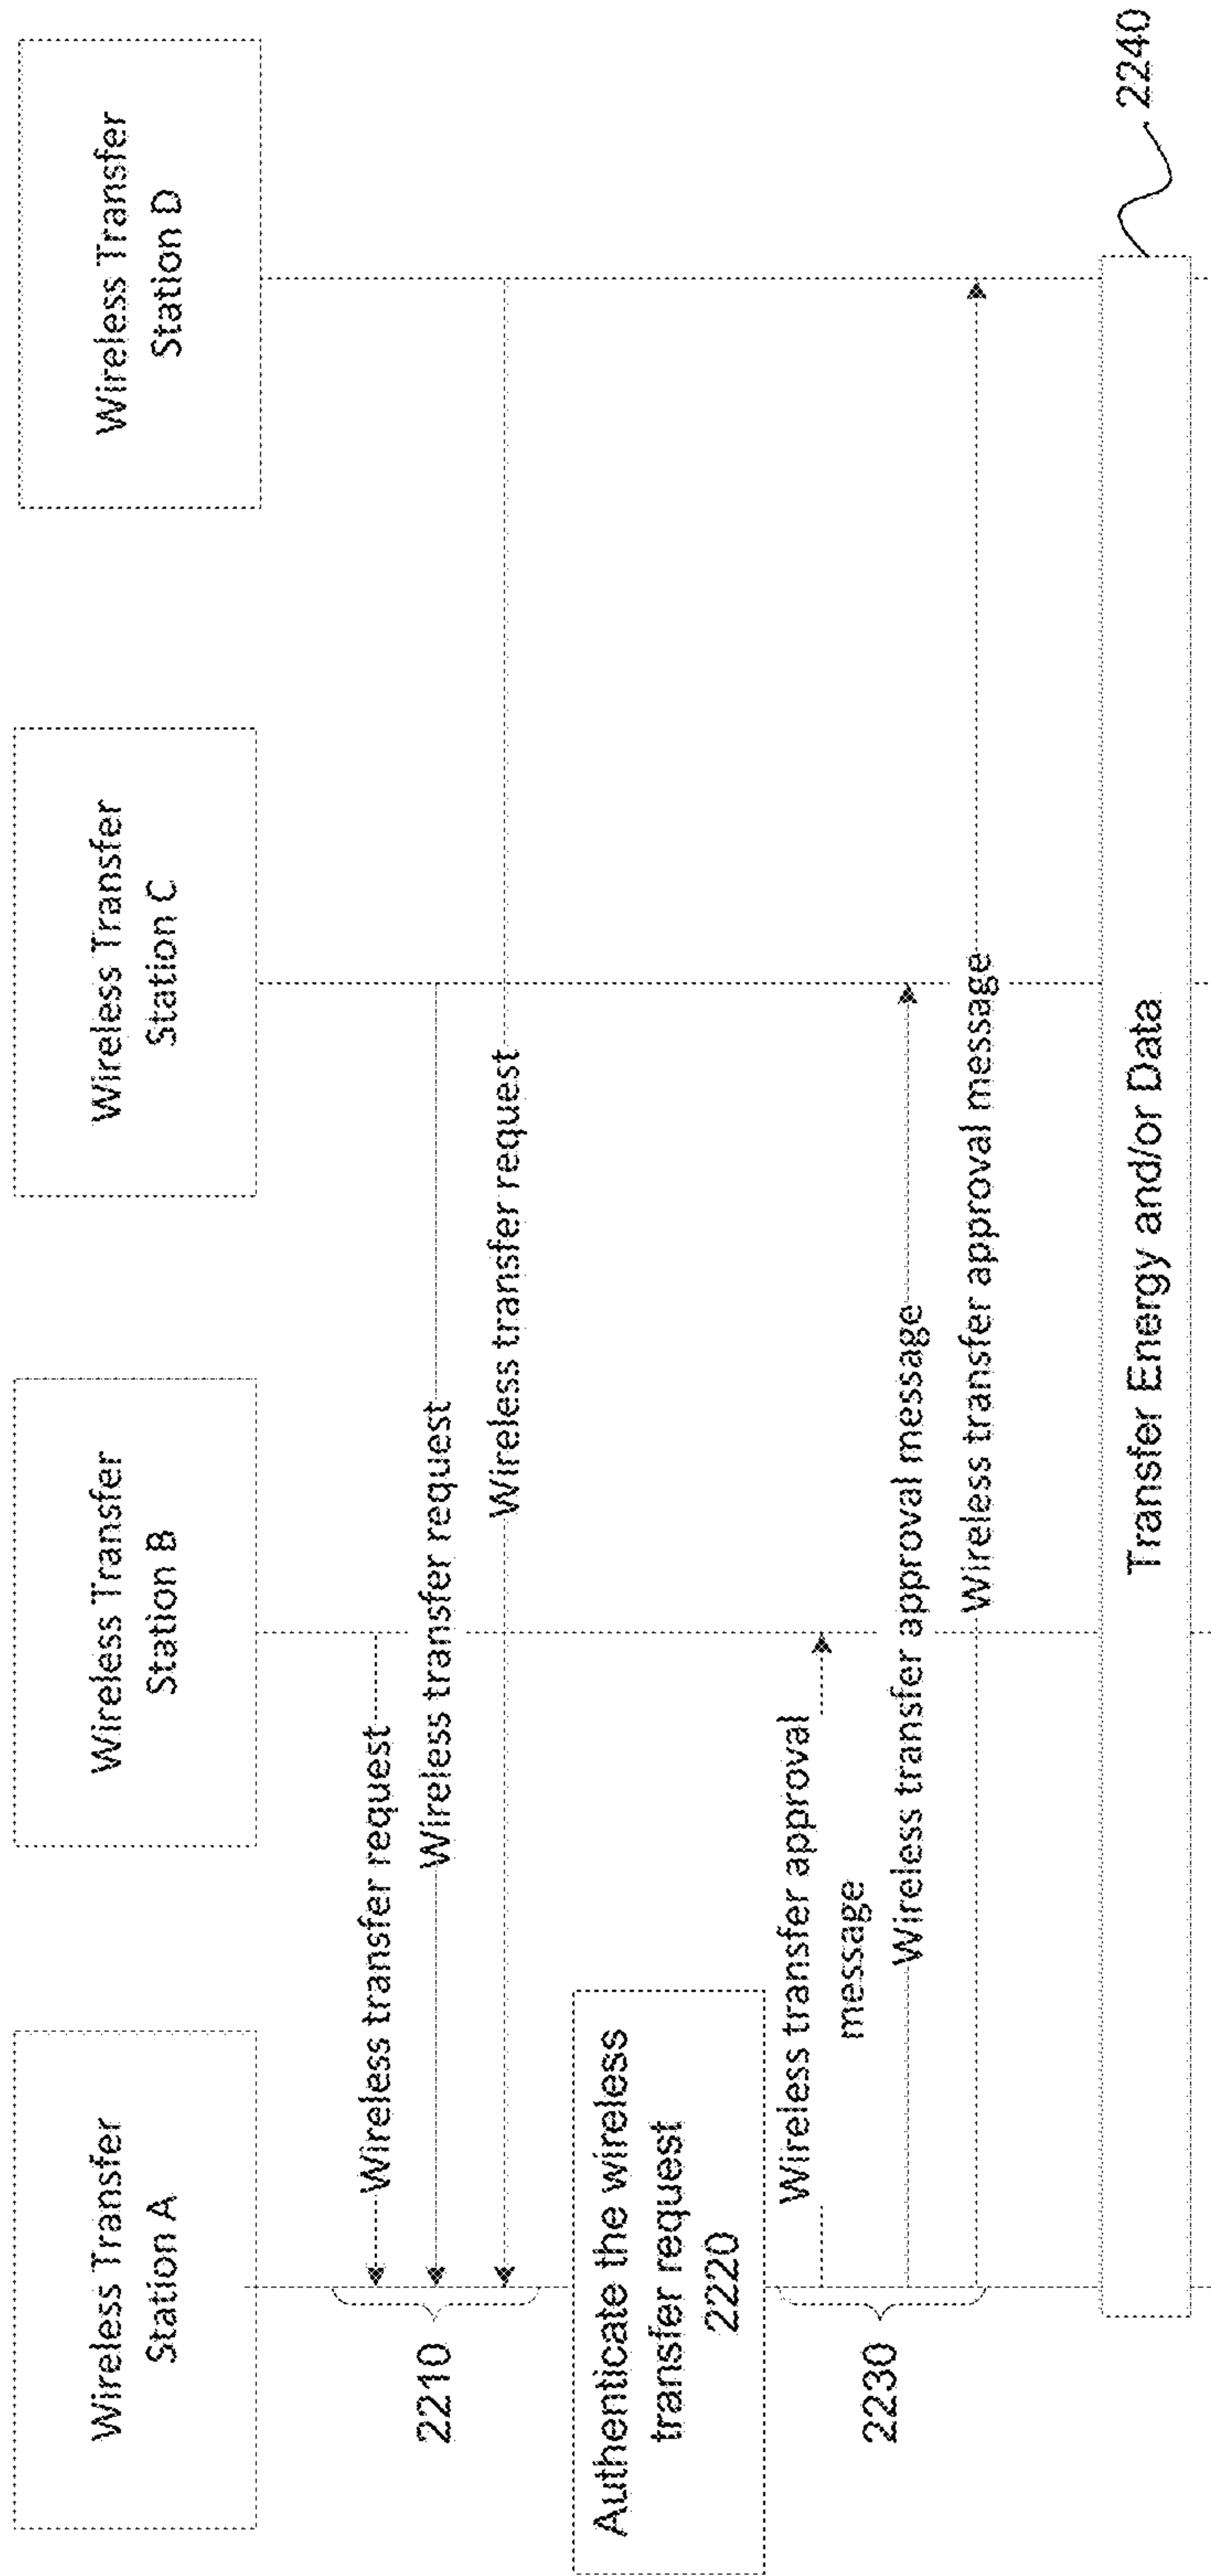 Wireless Transfer
Station A
Wireless Transfer
Station B
Wireless Transfer
Station C
Wireless Transfer
Station D
Wireless transfer request
Wireless transfer request
Wireless transfer request
2210
Authenticate the wireless
transfer request
2220
Wireless transfer approval
message
Wireless transfer approval message
Wireless transfer approval message
2230
Transfer Energy and/or Data
2240